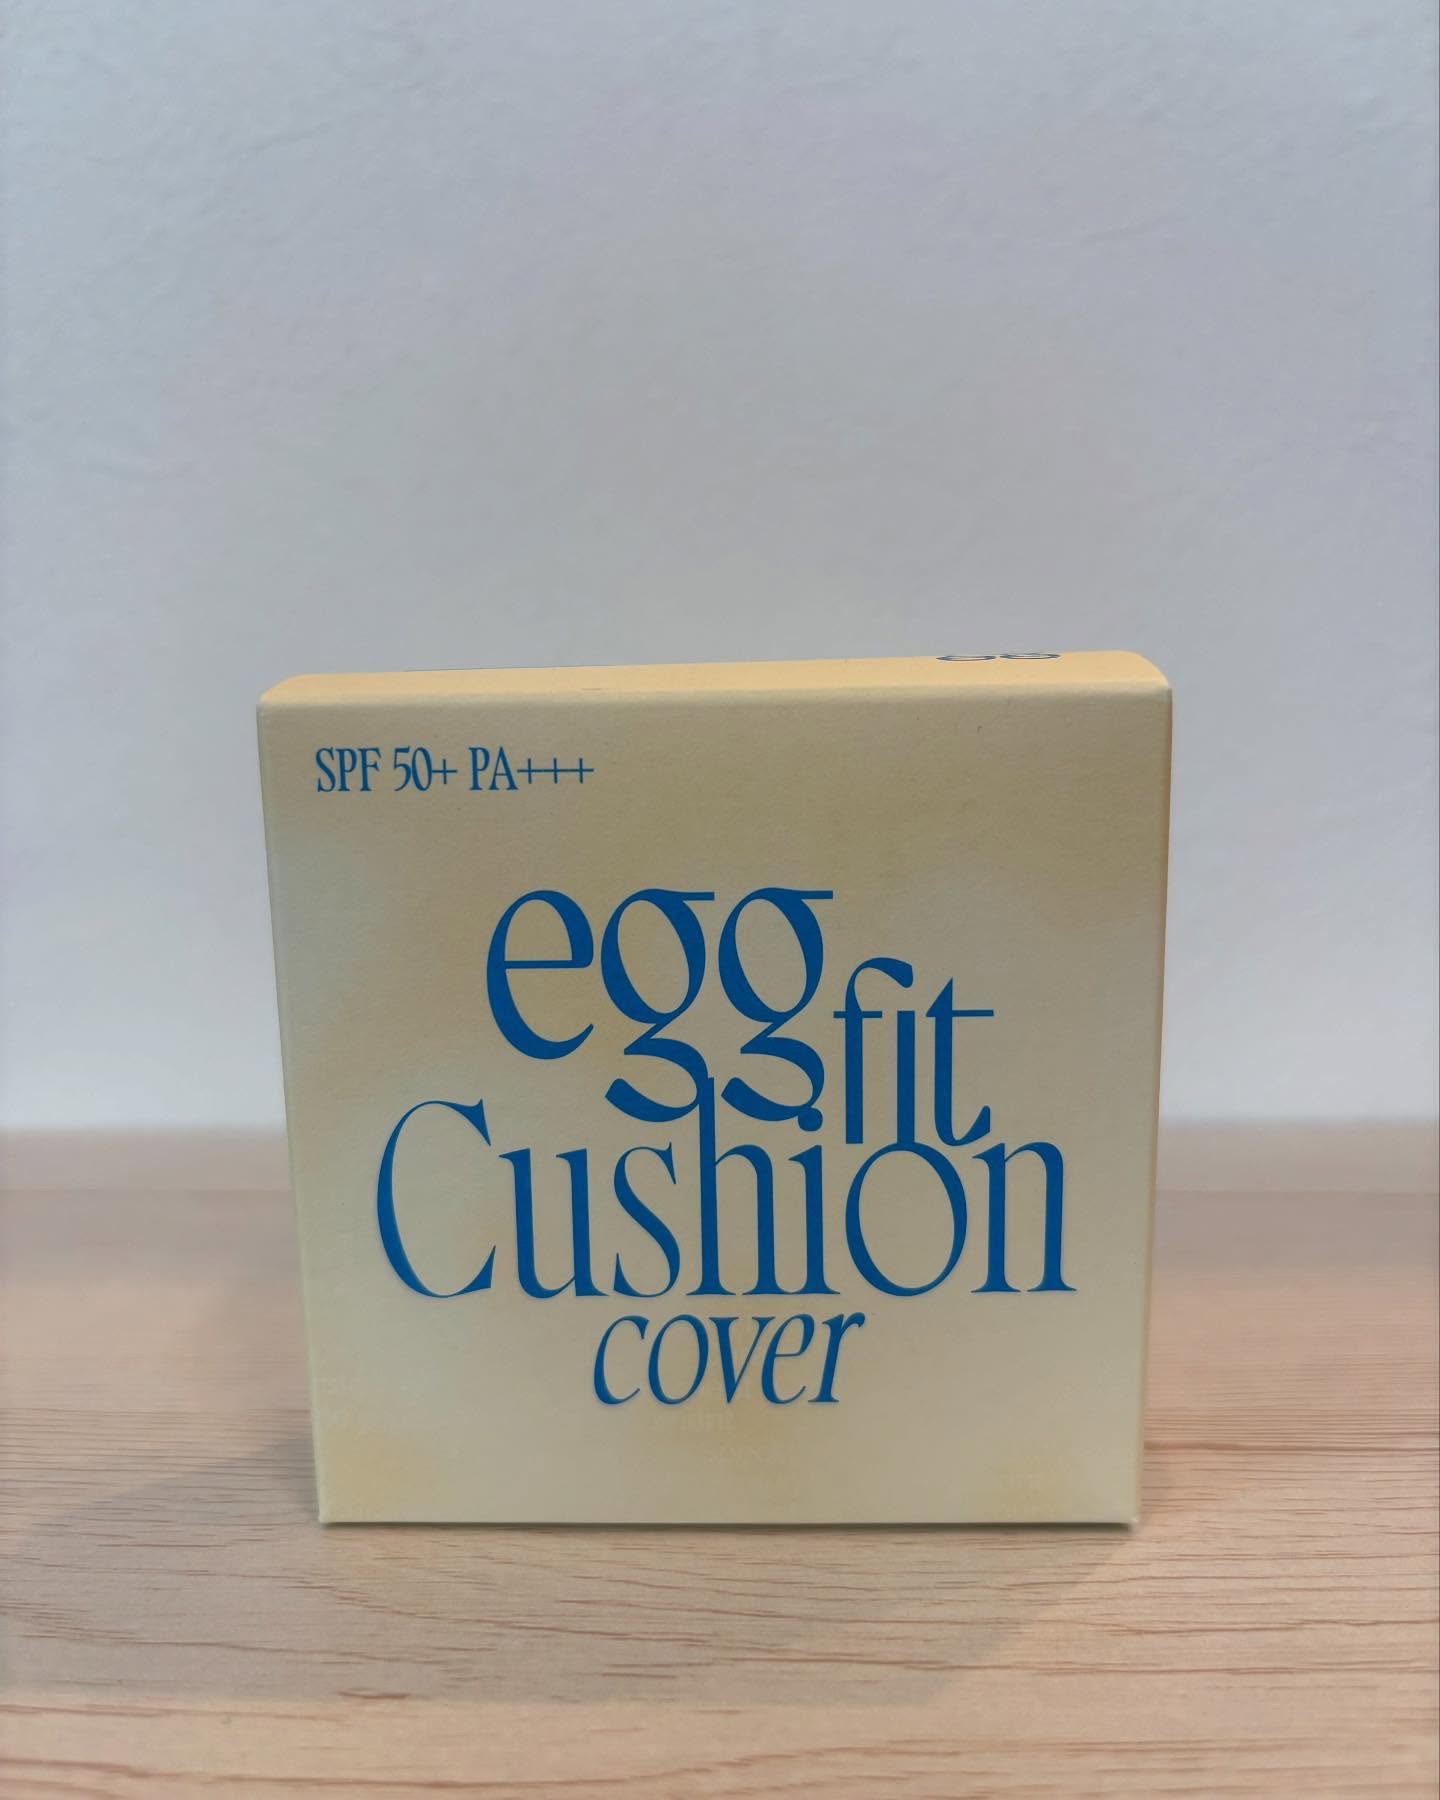 SPF 50+ PA+++
egg fit
Cushion
cover